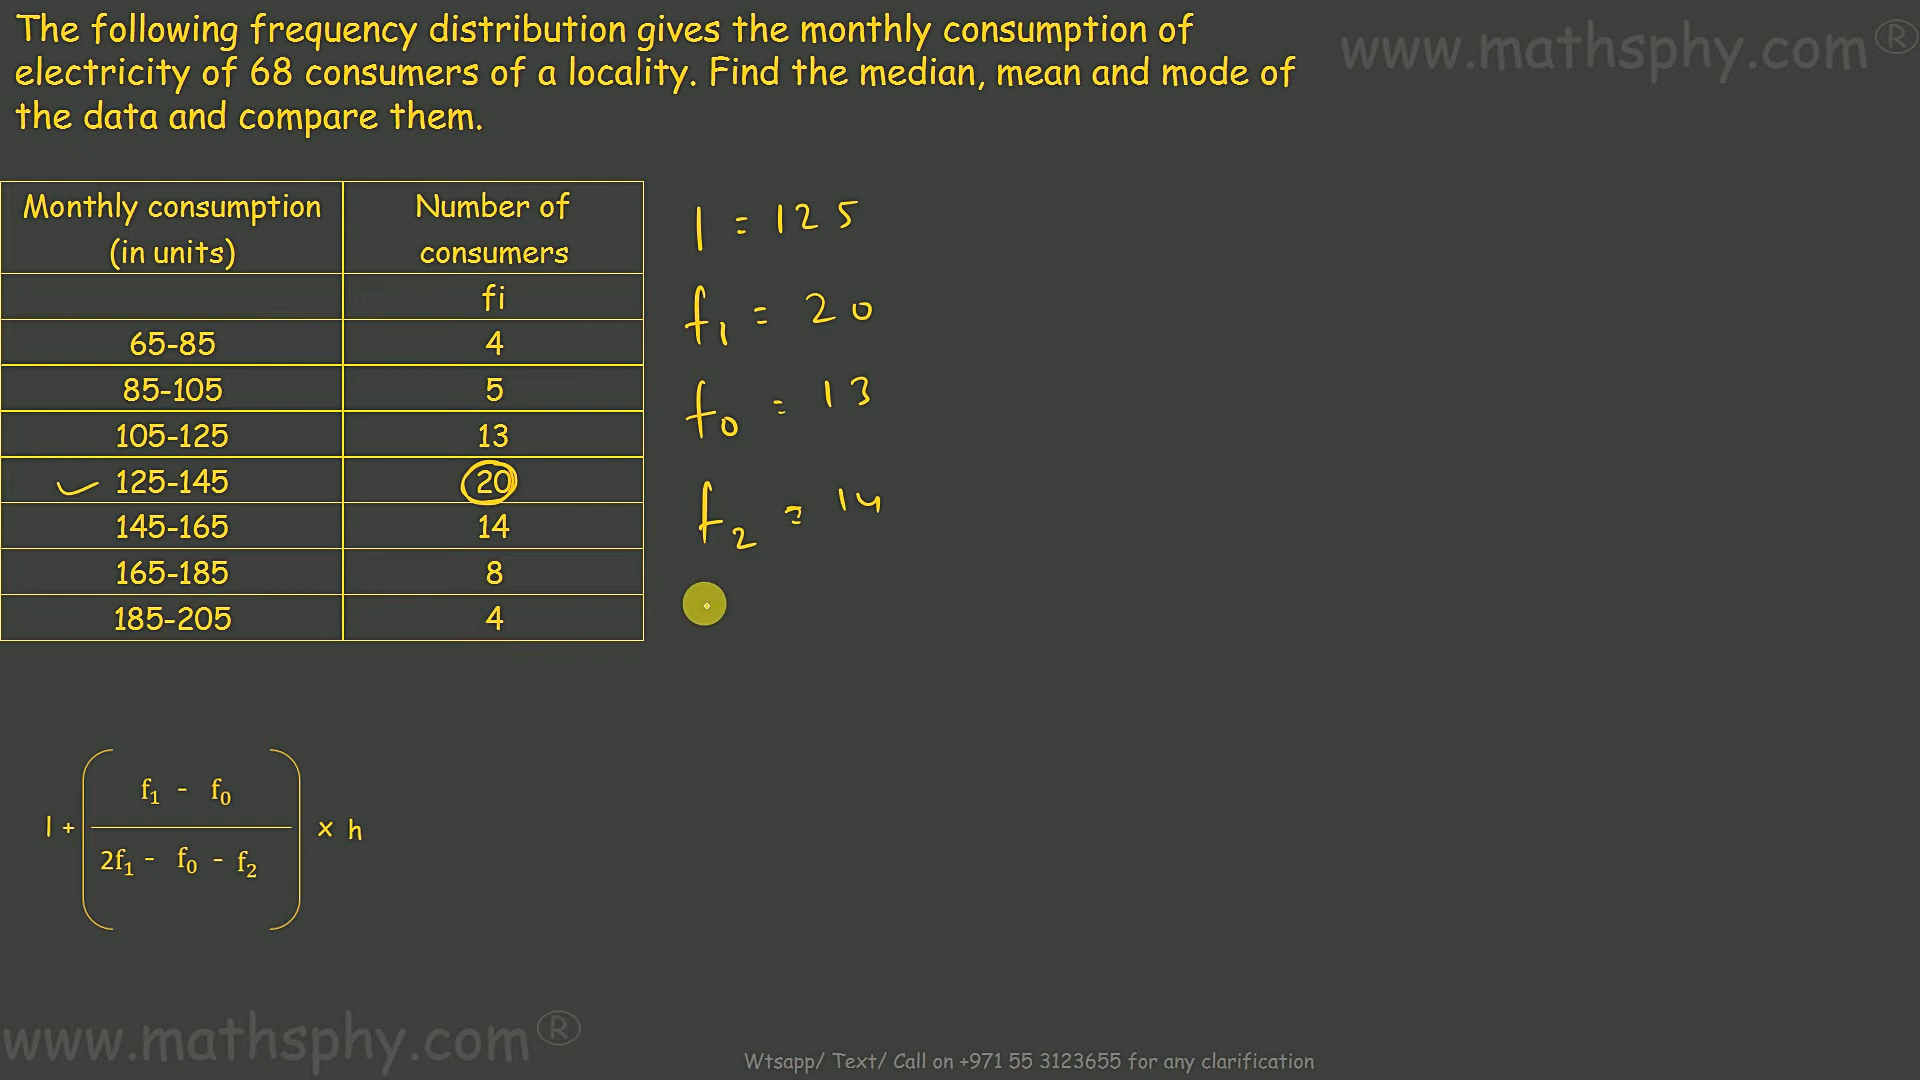 The following frequency distribution gives the monthly consumption of
electricity of 68 consumers of a locality. Find the median, mean and mode of
the data and compare them.
www.mathsphy.com®
Monthly consumption (in units) Number of consumers
fi
65-85 4
85-105 5
105-125 13
125-145 20
145-165 14
165-185 8
185-205 4
l = 125
f1 = 20
f0 = 13
f2 = 14
f1 - f0
l + × h
2f1 - f0 - f2
www.mathsphy.com®
Wtsapp/ Text/ Call on +971 55 3123655 for any clarification